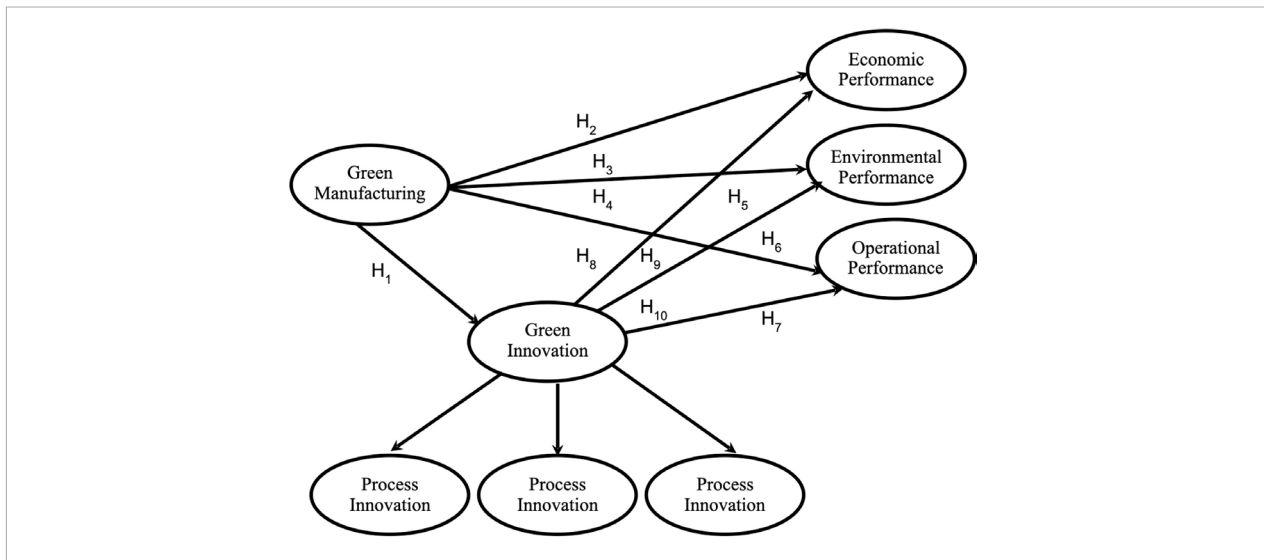 Economic
Performance
H2
Green
Manufacturing
H3
Environmental
Performance
H4
H5
H1
H8
H9
H6
Operational
Performance
H10
H7
Green
Innovation
Process
Innovation
Process
Innovation
Process
Innovation